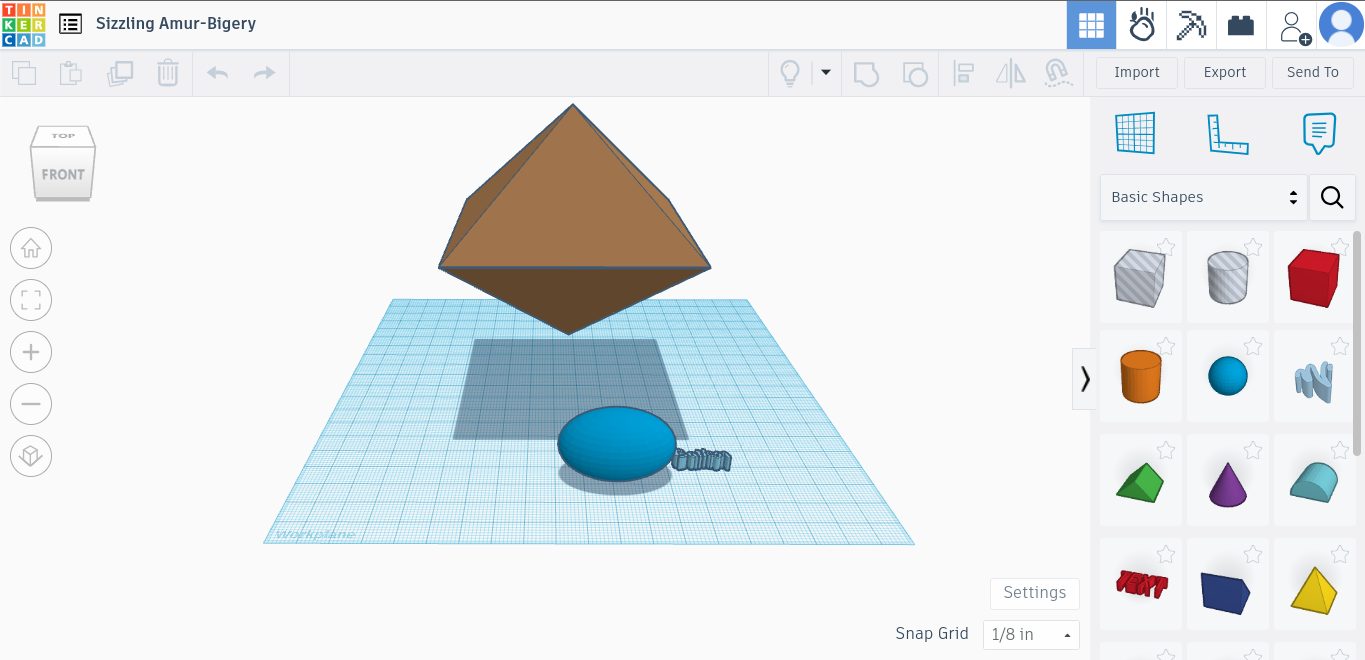 TIN
KER
CAD
Sizzling Amur-Bigery
Import
Export
Send To
TOP
FRONT
Basic Shapes
TEXT
Workplane
Settings
Snap Grid
1/8 in